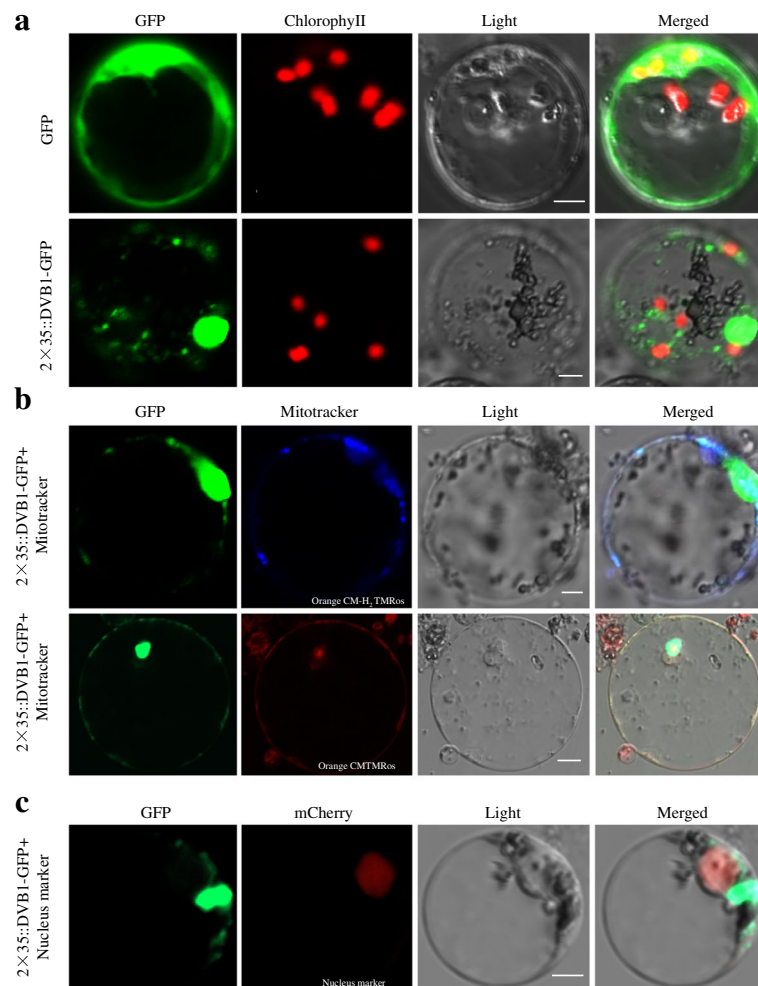 a
GFP ChlorophyII Light Merged
GFP
2×35::DVB1-GFP
b
GFP Mitotracker Light Merged
2×35::DVB1-GFP+
Mitotracker
Orange CM-H₂ TMRos
2×35::DVB1-GFP+
Mitotracker
Orange CMTMRos
c
GFP mCherry Light Merged
2×35::DVB1-GFP+
Nucleus marker
Nucleus marker